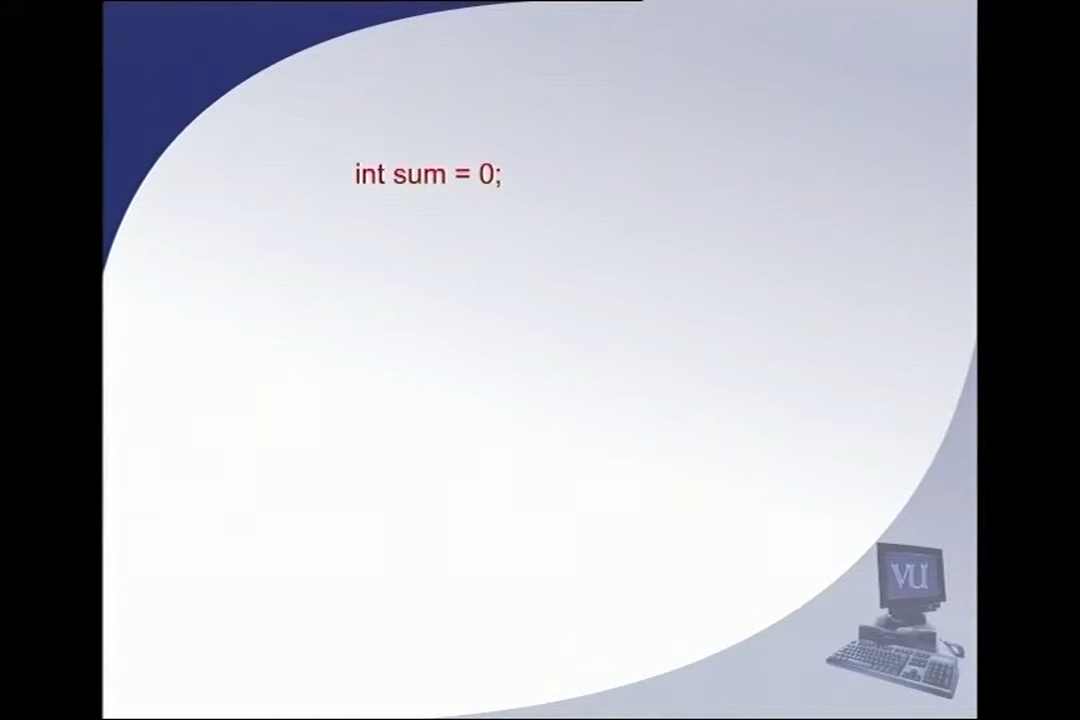 int sum = 0;
VU